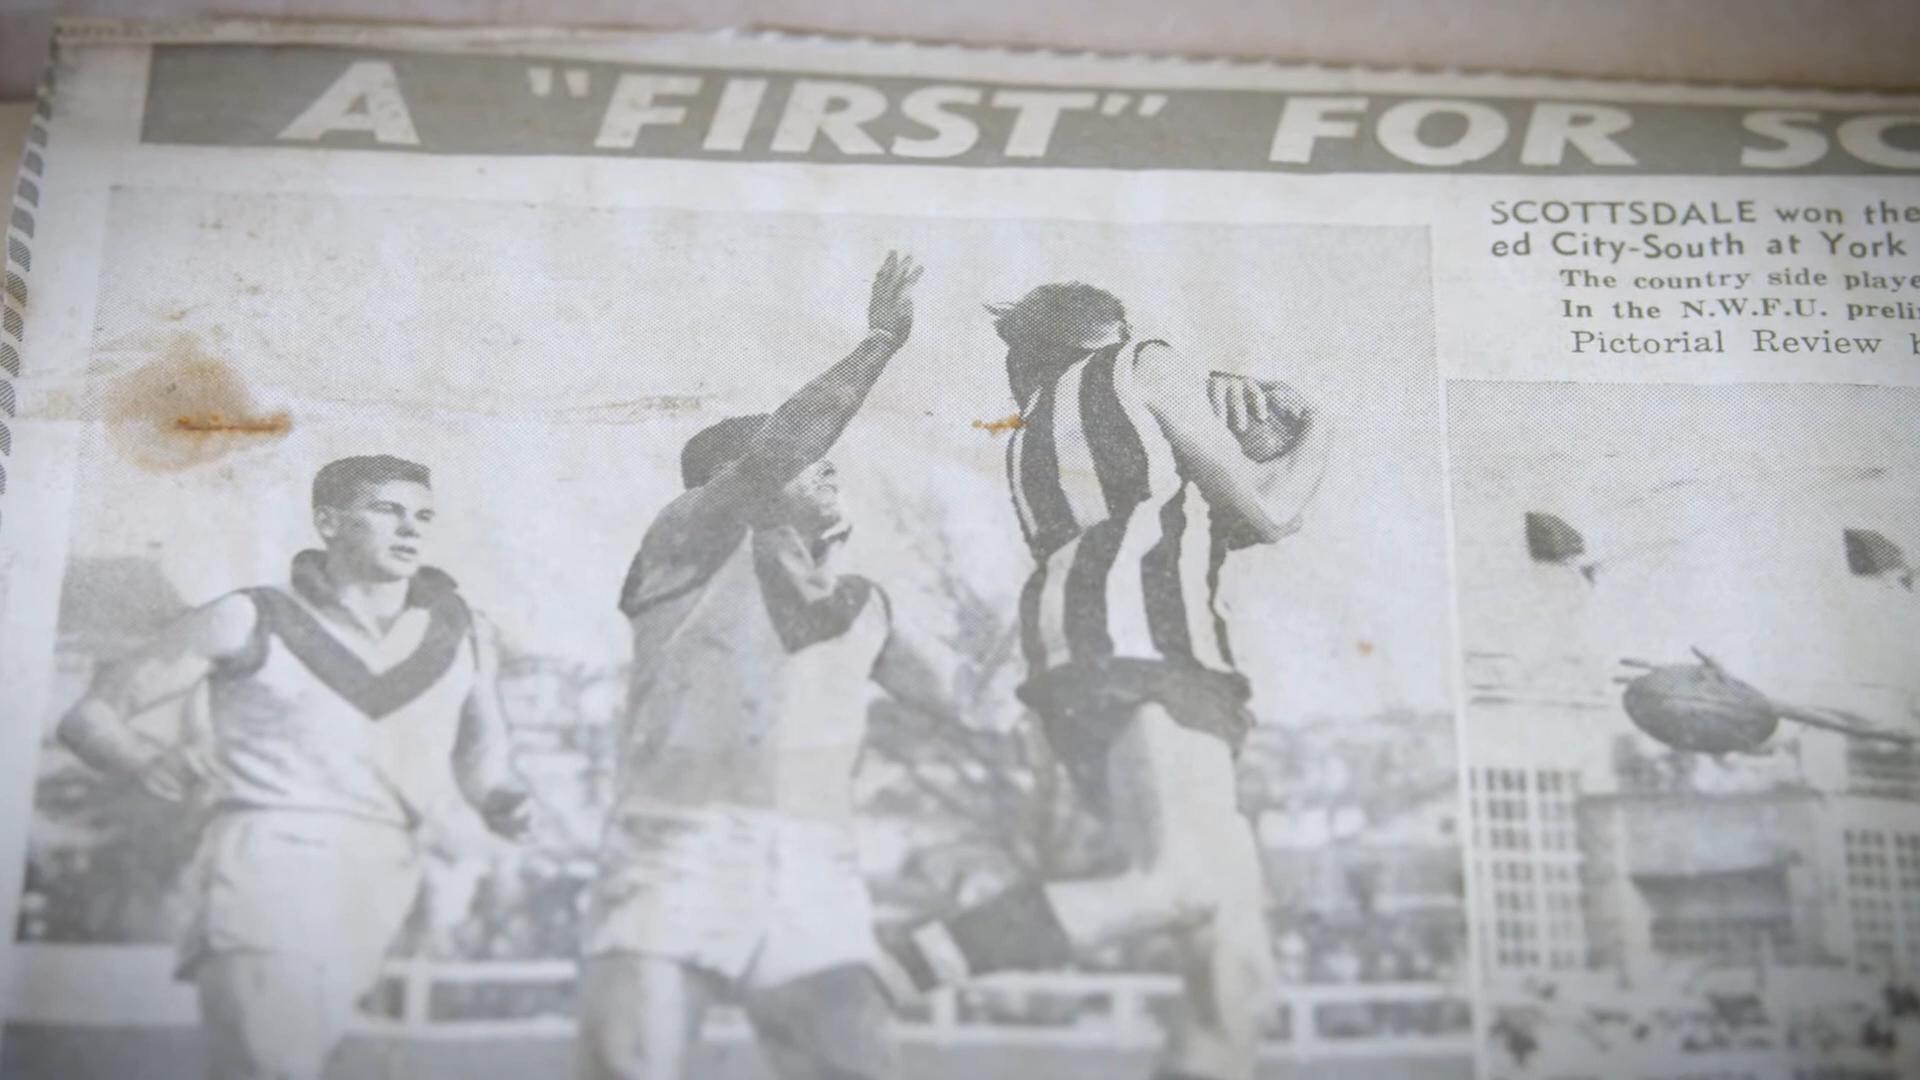 A "FIRST" FOR SC
SCOTTSDALE won the
ed City-South at York
The country side playe
In the N.W.F.U. preli
Pictorial Review b